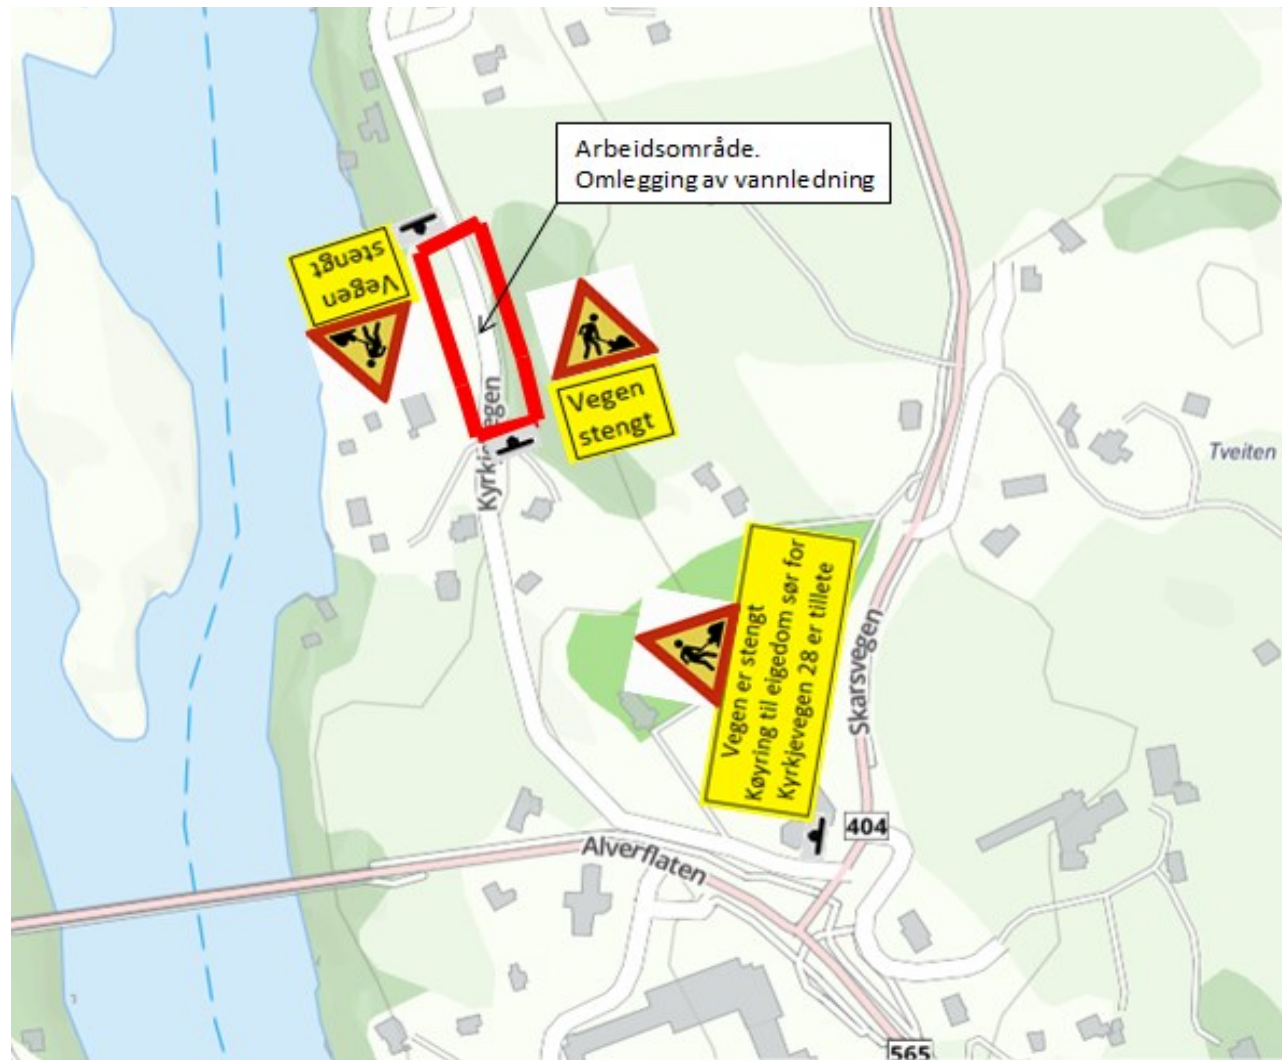 Arbeidsområde.
Omlegging av vannledning
Vegen
stengt
Vegen
stengt
Kyrkjevegen
Tveiten
Vegen er stengt
Køyring til eigedom sør for
Kyrkjevegen 28 er tillete
Skarsvegen
404
Alverflaten
565